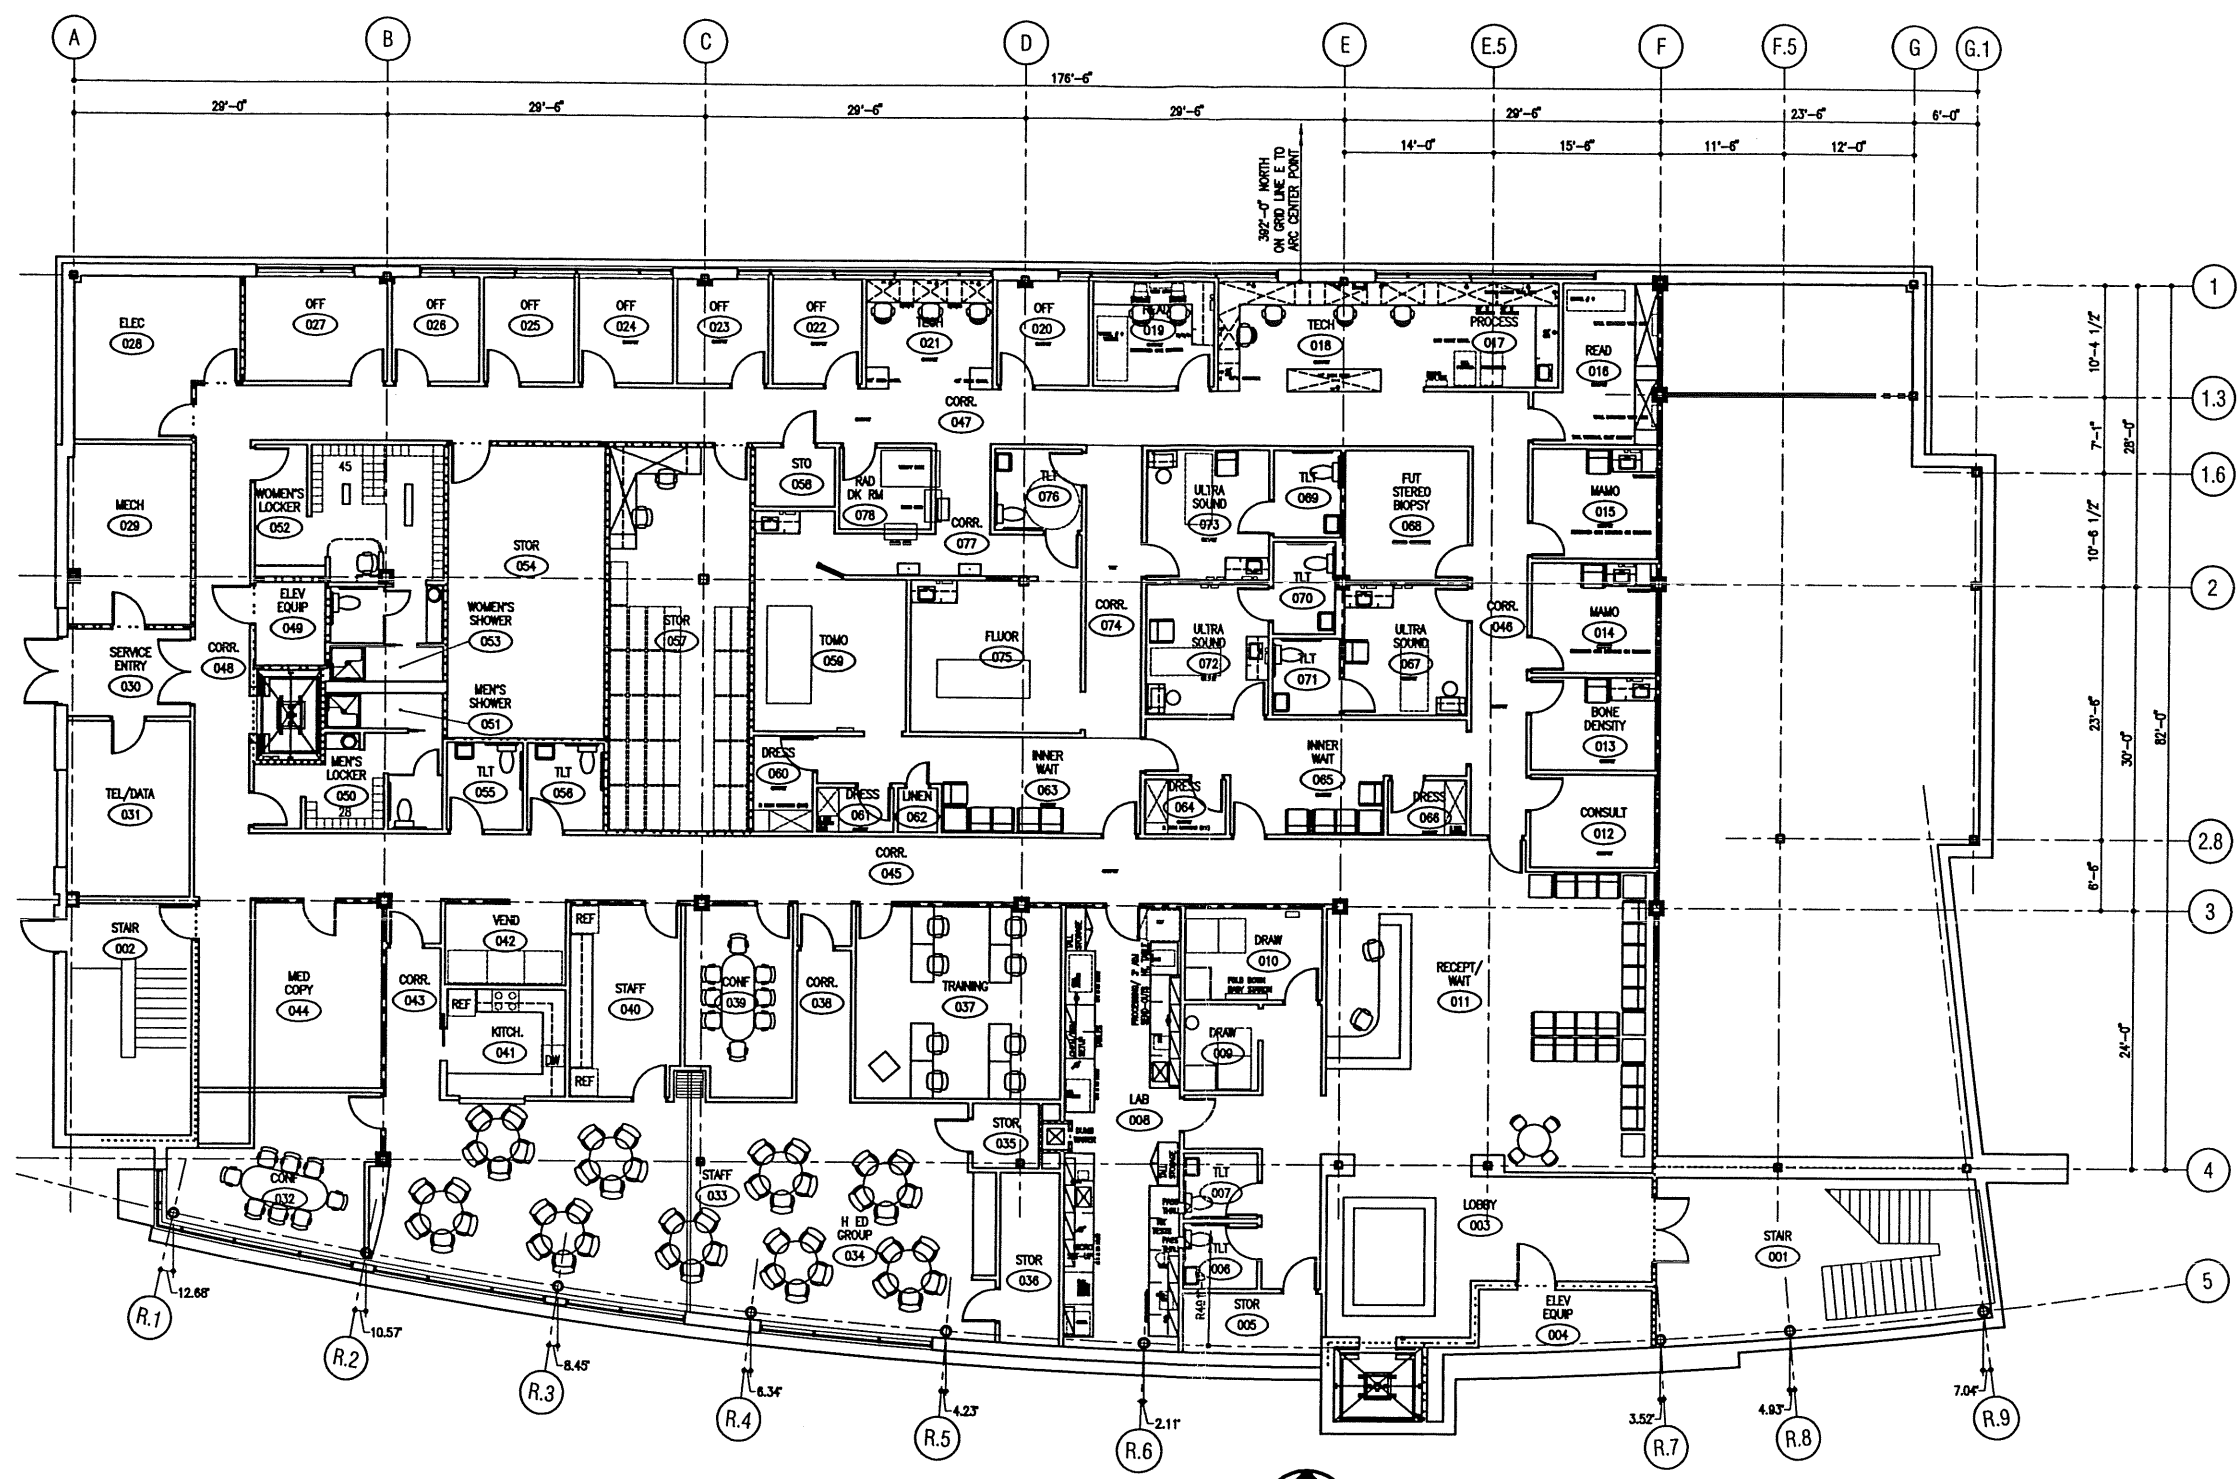 A
B
C
D
E
E.5
F
F.5
G
G.1
176'-6"
29'-0"
29'-6"
29'-6"
29'-6"
29'-6"
23'-6"
6'-0"
14'-0"
15'-6"
11'-6"
12'-0"
392'-0" NORTH
ON GRID LINE E TO
ARC CENTER POINT
1
1.3
1.6
2
2.8
3
4
5
10'-4 1/2"
7'-1"
28'-0"
10'-6 1/2"
23'-6"
30'-0"
82'-0"
6'-6"
24'-0"
ELEC
028
OFF
027
OFF
026
OFF
025
OFF
024
OFF
023
OFF
022
TECH
021
OFF
020
READ
019
TECH
018
PROCESS
017
READ
016
CORR.
047
MECH
029
WOMEN'S
LOCKER
052
45
STOR
054
STO
058
RAD
DK RM
078
CORR.
077
TLT
076
ULTRA
SOUND
073
TLT
069
FUT
STEREO
BIOPSY
068
MAMO
015
ELEV
EQUIP
049
WOMEN'S
SHOWER
053
STOR
057
TOMO
059
FLUOR
075
CORR.
074
ULTRA
SOUND
072
TLT
070
TLT
071
ULTRA
SOUND
067
CORR.
046
MAMO
014
SERVICE
ENTRY
030
CORR.
048
MEN'S
SHOWER
051
BONE
DENSITY
013
TEL/DATA
031
MEN'S
LOCKER
050
28
TLT
055
TLT
056
DRESS
060
DRESS
061
LINEN
062
INNER
WAIT
063
DRESS
064
INNER
WAIT
065
DRESS
066
CONSULT
012
CORR.
045
STAIR
002
MED
COPY
044
CORR.
043
VEND
042
REF
REF
KITCH.
041
DW
REF
STAFF
040
CONF
039
CORR.
038
TRAINING
037
TALL
STORAGE
DRAW
010
FOLD DOWN
DRAW
009
RECEPT/
WAIT
011
LAB
008
STOR
035
DUMB
WAITER
TALL
STORAGE
CONF
032
STAFF
033
H ED
GROUP
034
STOR
036
TLT
007
TLT
006
STOR
005
LOBBY
003
ELEV
EQUIP
004
STAIR
001
12.68'
10.57'
8.45'
6.34'
4.23'
2.11'
3.52'
4.93'
7.04'
R.1
R.2
R.3
R.4
R.5
R.6
R.7
R.8
R.9